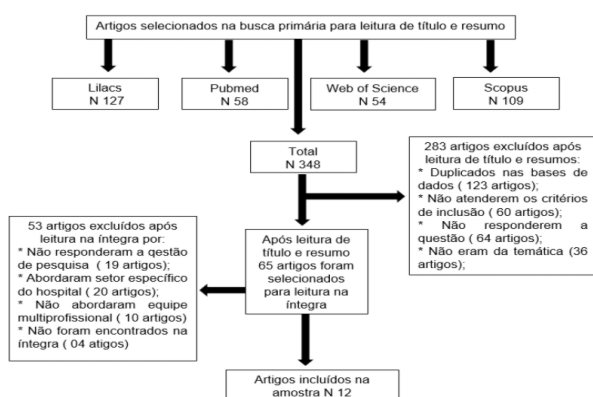 Artigos selecionados na busca primária para leitura de título e resumo
Lilacs
N 127
Pubmed
N 58
Web of Science
N 54
Scopus
N 109
Total
N 348
283 artigos excluídos após
leitura de título e resumos:
* Duplicados nas bases de
dados ( 123 artigos);
* Não atenderem os critérios
de inclusão ( 60 artigos);
* Não responderem a
questão ( 64 artigos);
* Não eram da temática (36
artigos);
53 artigos excluídos após
leitura na íntegra por:
* Não responderam a qestão
de pesquisa ( 19 artigos);
* Abordaram setor específico
do hospital ( 20 artigos);
* Não abordaram equipe
multiprofissional ( 10 artigos)
* Não foram encontrados na
íntegra ( 04 atigos)
Após leitura de
título e resumo
65 artigos foram
selecionados
para leitura na
íntegra
Artigos incluídos na
amostra N 12